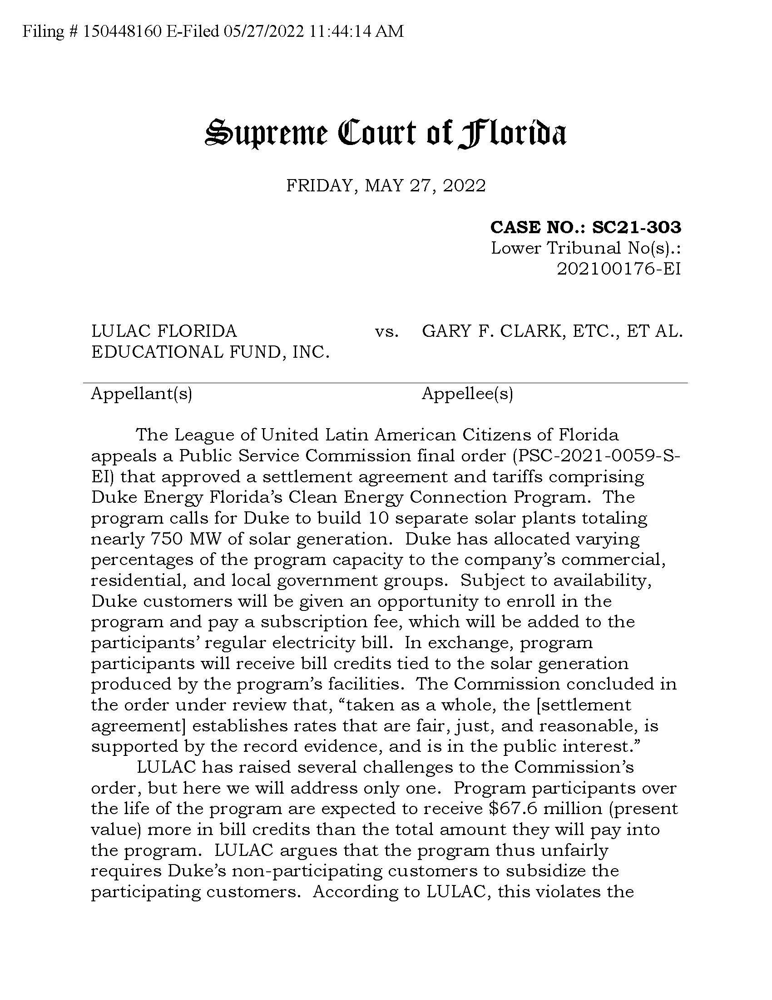 Filing # 150448160 E-Filed 05/27/2022 11:44:14 AM
Supreme Court of Florida
FRIDAY, MAY 27, 2022
CASE NO.: SC21-303
Lower Tribunal No(s).:
202100176-EI
LULAC FLORIDA vs. GARY F. CLARK, ETC., ET AL.
EDUCATIONAL FUND, INC.
Appellant(s) Appellee(s)
The League of United Latin American Citizens of Florida
appeals a Public Service Commission final order (PSC-2021-0059-S-
EI) that approved a settlement agreement and tariffs comprising
Duke Energy Florida’s Clean Energy Connection Program. The
program calls for Duke to build 10 separate solar plants totaling
nearly 750 MW of solar generation. Duke has allocated varying
percentages of the program capacity to the company’s commercial,
residential, and local government groups. Subject to availability,
Duke customers will be given an opportunity to enroll in the
program and pay a subscription fee, which will be added to the
participants’ regular electricity bill. In exchange, program
participants will receive bill credits tied to the solar generation
produced by the program’s facilities. The Commission concluded in
the order under review that, “taken as a whole, the [settlement
agreement] establishes rates that are fair, just, and reasonable, is
supported by the record evidence, and is in the public interest.”
LULAC has raised several challenges to the Commission’s
order, but here we will address only one. Program participants over
the life of the program are expected to receive $67.6 million (present
value) more in bill credits than the total amount they will pay into
the program. LULAC argues that the program thus unfairly
requires Duke’s non-participating customers to subsidize the
participating customers. According to LULAC, this violates the